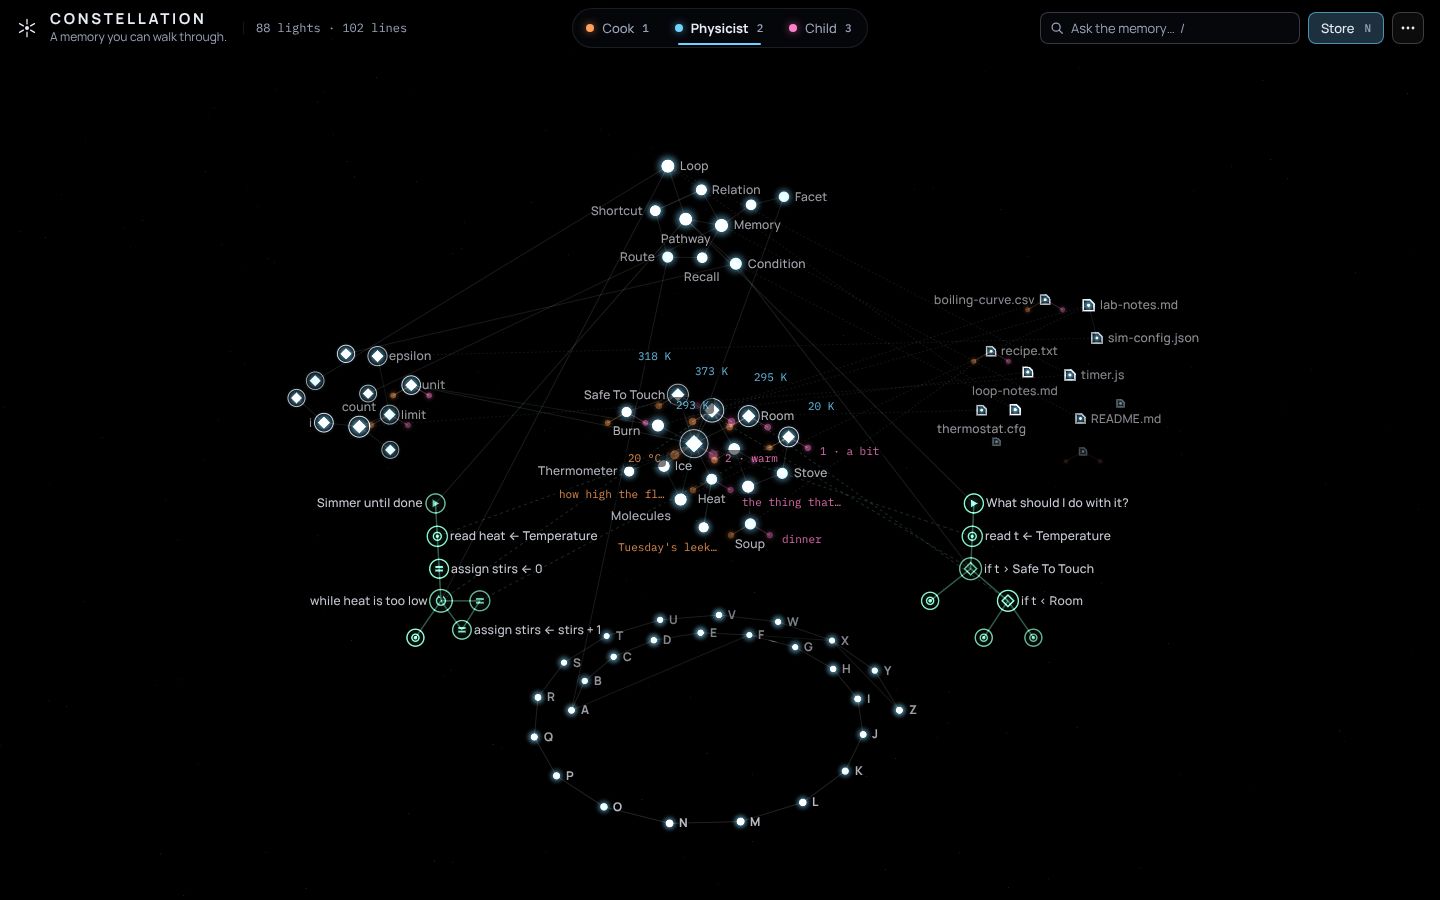 CONSTELLATION
A memory you can walk through.
88 lights · 102 lines
Cook 1
Physicist 2
Child 3
Ask the memory… /
Store N
Loop
Relation
Facet
Shortcut
Memory
Pathway
Route
Recall
Condition
boiling-curve.csv
lab-notes.md
sim-config.json
recipe.txt
loop-notes.md
timer.js
README.md
thermostat.cfg
epsilon
unit
count
limit
i
318 K
373 K
295 K
293 K
20 K
Safe To Touch
Room
Burn
20 °C
Ice
2 · warm
1 · a bit
Thermometer
Stove
how high the fl…
Heat
the thing that…
Molecules
Tuesday's leek…
Soup
dinner
Simmer until done
read heat ← Temperature
assign stirs ← 0
while heat is too low
assign stirs ← stirs + 1
What should I do with it?
read t ← Temperature
if t > Safe To Touch
if t < Room
A
B
C
D
E
F
G
H
I
J
K
L
M
N
O
P
Q
R
S
T
U
V
W
X
Y
Z